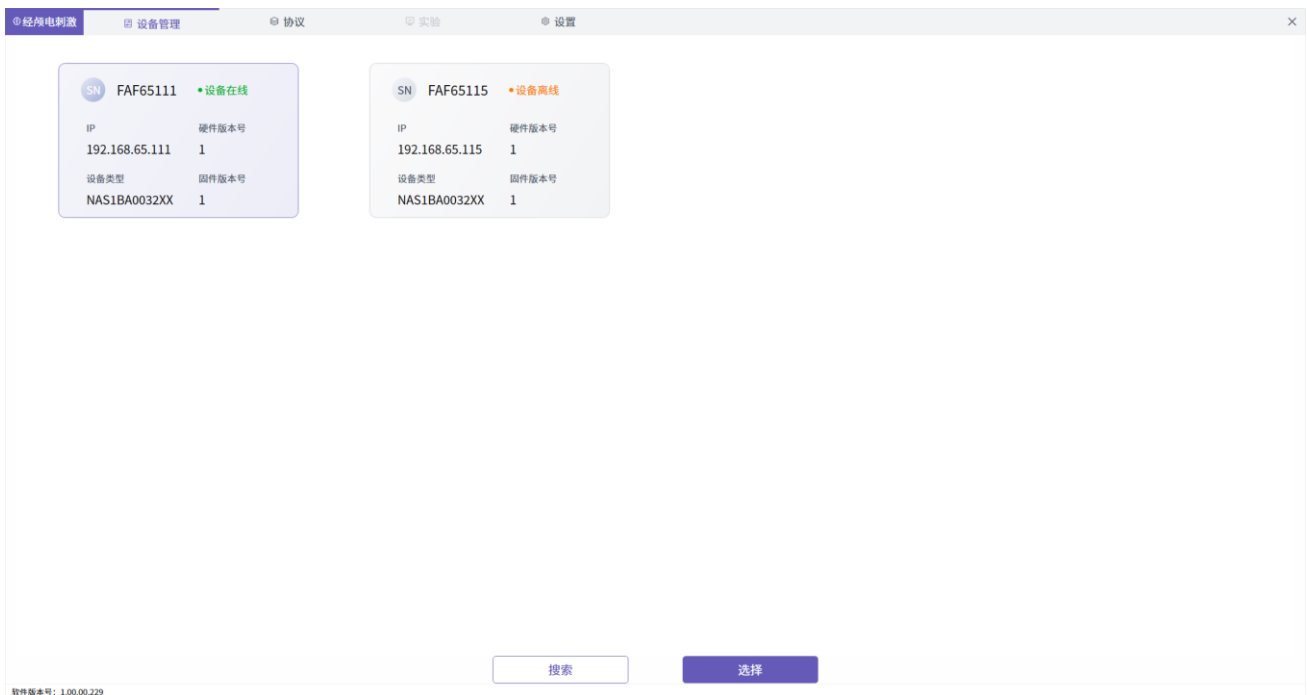 经颅电刺激 设备管理 协议 实验 设置
SN FAF65111 设备在线
IP 硬件版本号
192.168.65.111 1
设备类型 固件版本号
NAS1BA0032XX 1
SN FAF65115 设备离线
IP 硬件版本号
192.168.65.115 1
设备类型 固件版本号
NAS1BA0032XX 1
搜索 选择
软件版本号：1.00.00.229